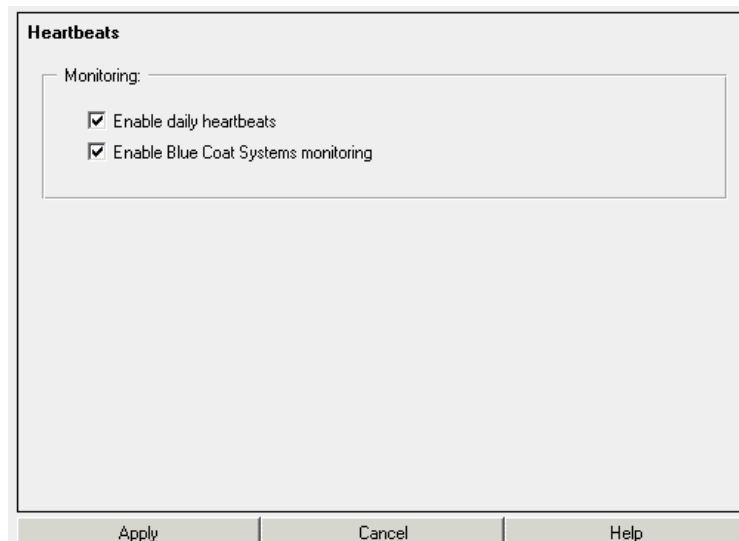 Heartbeats
Monitoring:
Enable daily heartbeats
Enable Blue Coat Systems monitoring
Apply Cancel Help